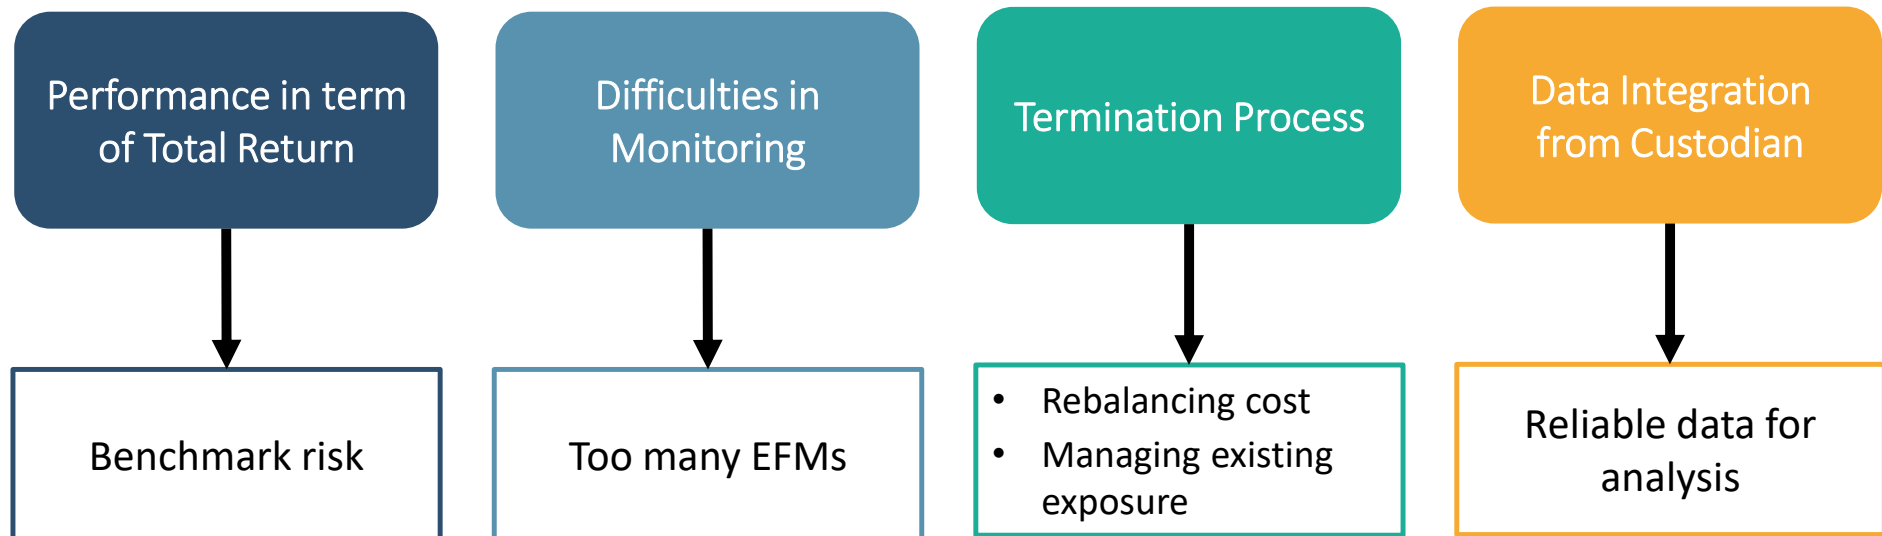 Performance in term
of Total Return
Difficulties in
Monitoring
Termination Process
Data Integration
from Custodian
Benchmark risk
Too many EFMs
• Rebalancing cost
• Managing existing
exposure
Reliable data for
analysis